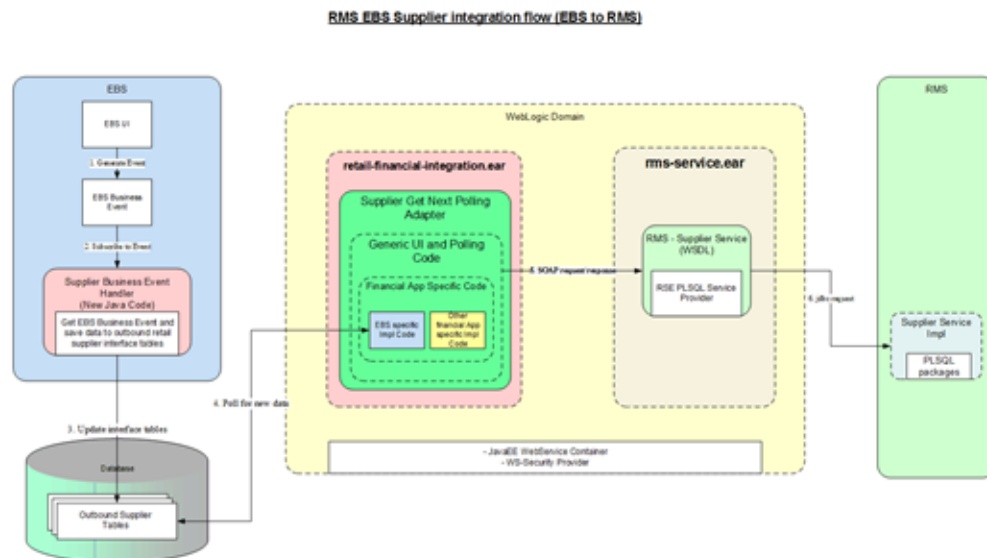 RMS EBS Supplier integration flow (EBS to RMS)
EBS
EBS UI
1. Generate Event
EBS Business
Event
2. Subscribe to Event
Supplier Business Event
Handler
(New Java Code)
Get EBS Business Event and
save data to outbound retail
supplier interface tables
3. Update interface tables
Database
Outbound Supplier
Tables
4. Poll for new data
WebLogic Domain
retail-financial-integration.ear
Supplier Get Next Polling
Adapter
Generic UI and Polling
Code
Financial App Specific Code
EBS specific
Impl Code
Other
financial App
specific Impl
Code
5. SOAP request/response
rms-service.ear
RMS - Supplier Service
(WSDL)
RSE PLSQL Service
Provider
- JavaEE WebService Container
- WS-Security Provider
6. jdbc request
RMS
Supplier Service
Impl
PLSQL
packages